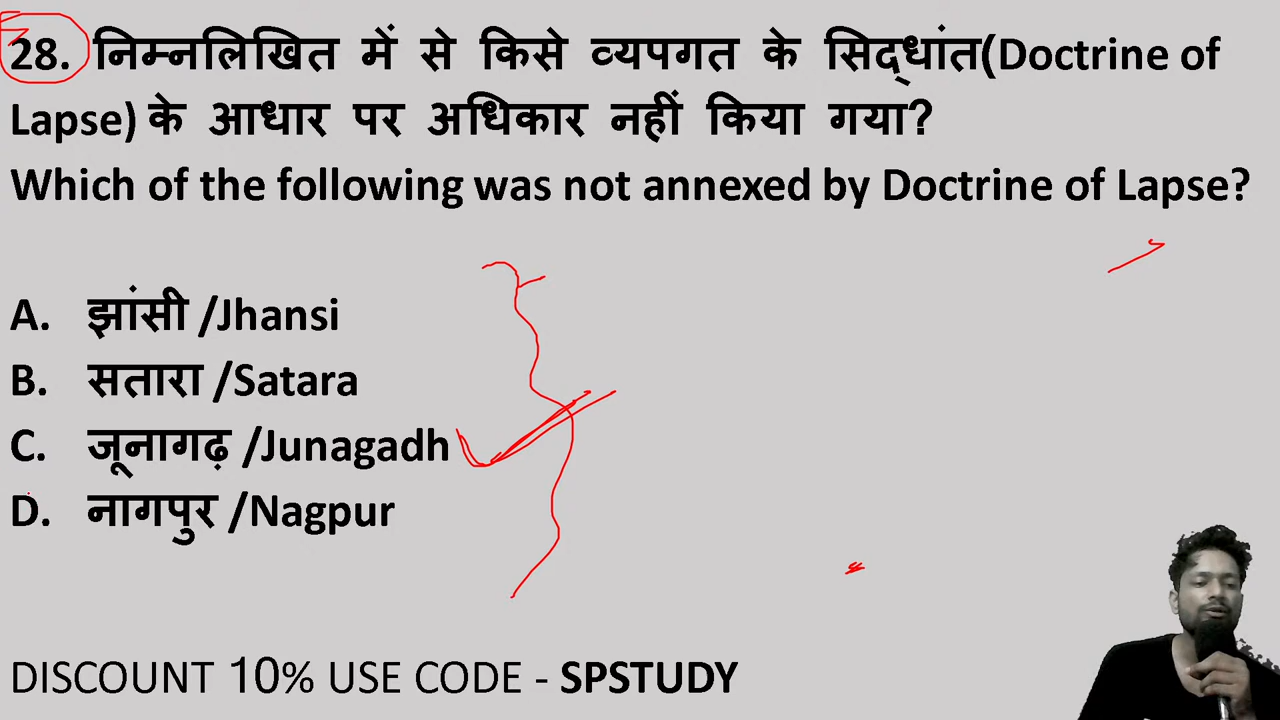 28. निम्नलिखित में से किसे व्यपगत के सिद्धांत(Doctrine of
Lapse) के आधार पर अधिकार नहीं किया गया?
Which of the following was not annexed by Doctrine of Lapse?
A. झांसी /Jhansi
B. सतारा /Satara
C. जूनागढ़ /Junagadh
D. नागपुर /Nagpur
DISCOUNT 10% USE CODE - SPSTUDY